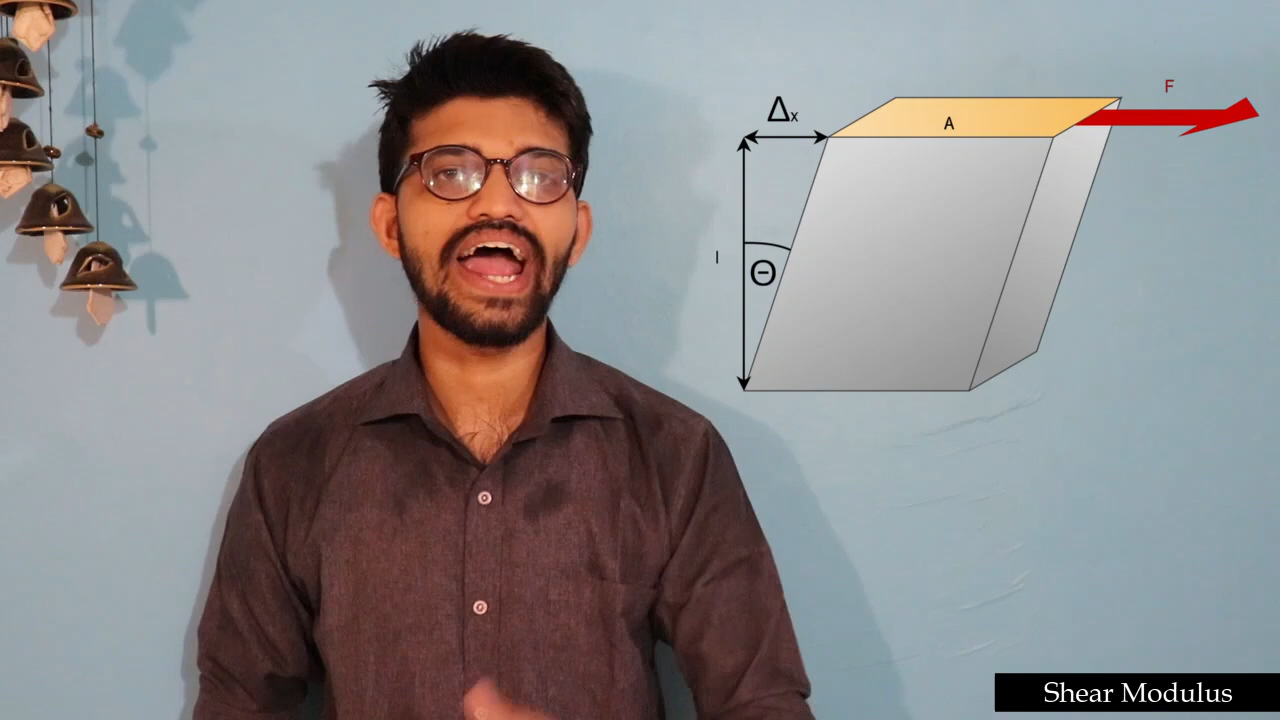 F
Δx
A
l
Θ
Shear Modulus